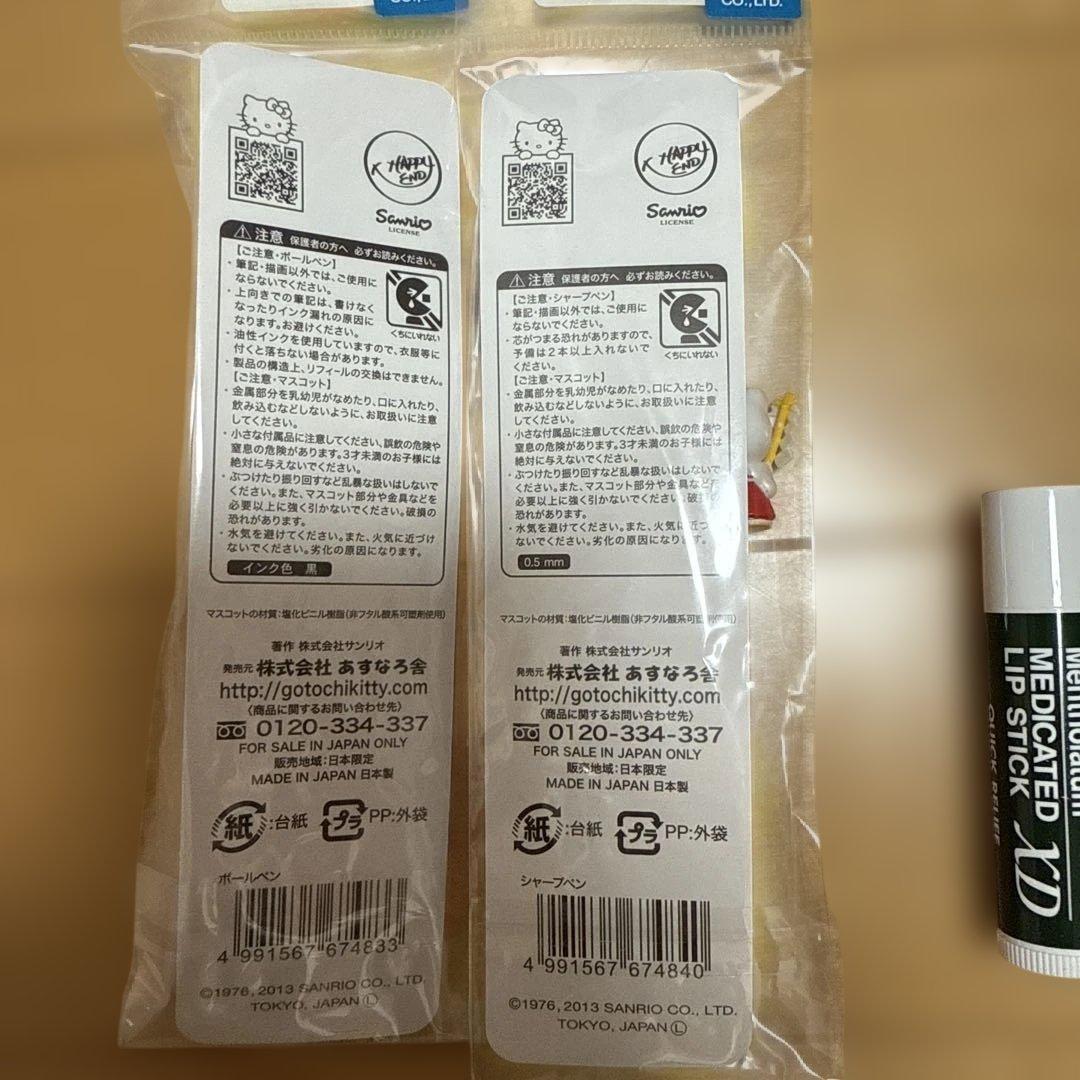 CO.,LTD.
HAPPY
END
Sanrio
LICENSE
注意 保護者の方へ 必ずお読みください。
【ご注意・ボールペン】
・筆記・描画以外では、ご使用に
ならないでください。
・上向きでの筆記は、書けなく
なったりインク漏れの原因に
なります。お避けください。
・油性インクを使用していますので、衣服等に
付くと落ちない場合があります。
・製品の構造上、リフィールの交換はできません。
くちにいれない
【ご注意・マスコット】
・金属部分を乳幼児がなめたり、口に入れたり、
飲み込むなどしないように、お取扱いに注意
してください。
・小さな付属品に注意してください、誤飲の危険や
窒息の危険があります。3才未満のお子様には
絶対に与えないでください。
・ぶつけたり振り回すなど乱暴な扱いはしないで
ください。また、マスコット部分や金具などを
必要以上に強く引かないでください。破損の
恐れがあります。
・水気を避けてください。また、火気に近づけ
ないでください。劣化の原因になります。
インク色 黒
マスコットの材質:塩化ビニル樹脂(非フタル酸系可塑剤使用)
著作 株式会社サンリオ
発売元 株式会社 あすなろ舎
http://gotochikitty.com
〈商品に関するお問い合わせ先〉
0120-334-337
FOR SALE IN JAPAN ONLY
販売地域:日本限定
MADE IN JAPAN 日本製
紙:台紙 プラ PP:外袋
ボールペン
4 991567 674833
©1976, 2013 SANRIO CO., LTD.
TOKYO, JAPAN Ⓛ
CO.,LTD.
HAPPY
END
Sanrio
LICENSE
注意 保護者の方へ 必ずお読みください。
【ご注意・シャープペン】
・筆記・描画以外では、ご使用に
ならないでください。
・芯がつまる恐れがありますので、
予備は2本以上入れないで
ください。
くちにいれない
【ご注意・マスコット】
・金属部分を乳幼児がなめたり、口に入れたり、
飲み込むなどしないように、お取扱いに注意
してください。
・小さな付属品に注意してください、誤飲の危険や
窒息の危険があります。3才未満のお子様には
絶対に与えないでください。
・ぶつけたり振り回すなど乱暴な扱いはしないで
ください。また、マスコット部分や金具などを
必要以上に強く引かないでください。破損の
恐れがあります。
・水気を避けてください。また、火気に近づ
ないでください。劣化の原因になります。
0.5 mm
マスコットの材質:塩化ビニル樹脂(非フタル酸系可塑剤使用)
著作 株式会社サンリオ
発売元 株式会社 あすなろ舎
http://gotochikitty.com
〈商品に関するお問い合わせ先〉
0120-334-337
FOR SALE IN JAPAN ONLY
販売地域:日本限定
MADE IN JAPAN 日本製
紙:台紙 プラ PP:外袋
シャープペン
4 991567 674840
©1976, 2013 SANRIO CO., LTD.
TOKYO, JAPAN Ⓛ
Mentholatum
MEDICATED
LIP STICK XD
QUICK RELIEF